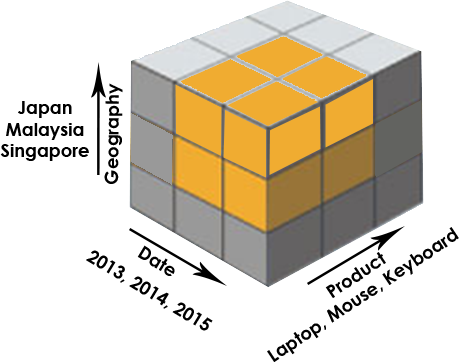 Japan
Malaysia
Singapore
Geography
Date
2013, 2014, 2015
Product
Laptop, Mouse, Keyboard